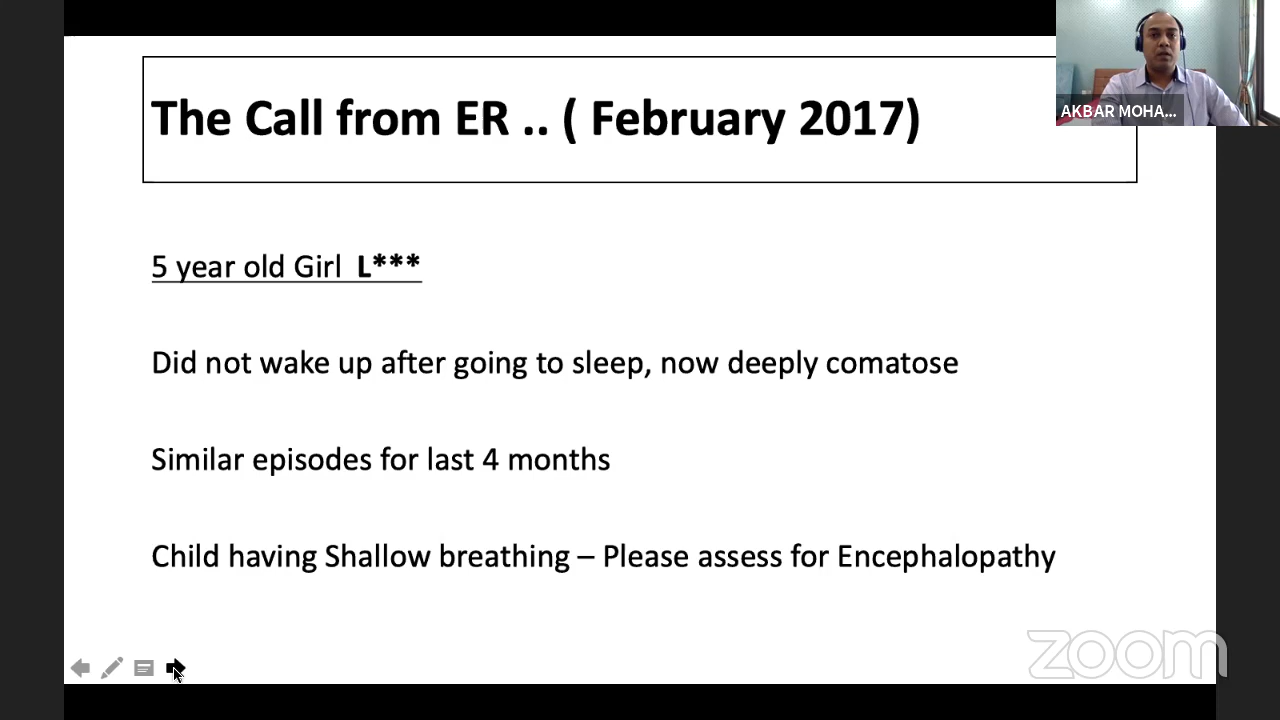 The Call from ER .. ( February 2017)
AKBAR MOHA...
5 year old Girl L***
Did not wake up after going to sleep, now deeply comatose
Similar episodes for last 4 months
Child having Shallow breathing – Please assess for Encephalopathy
zoom